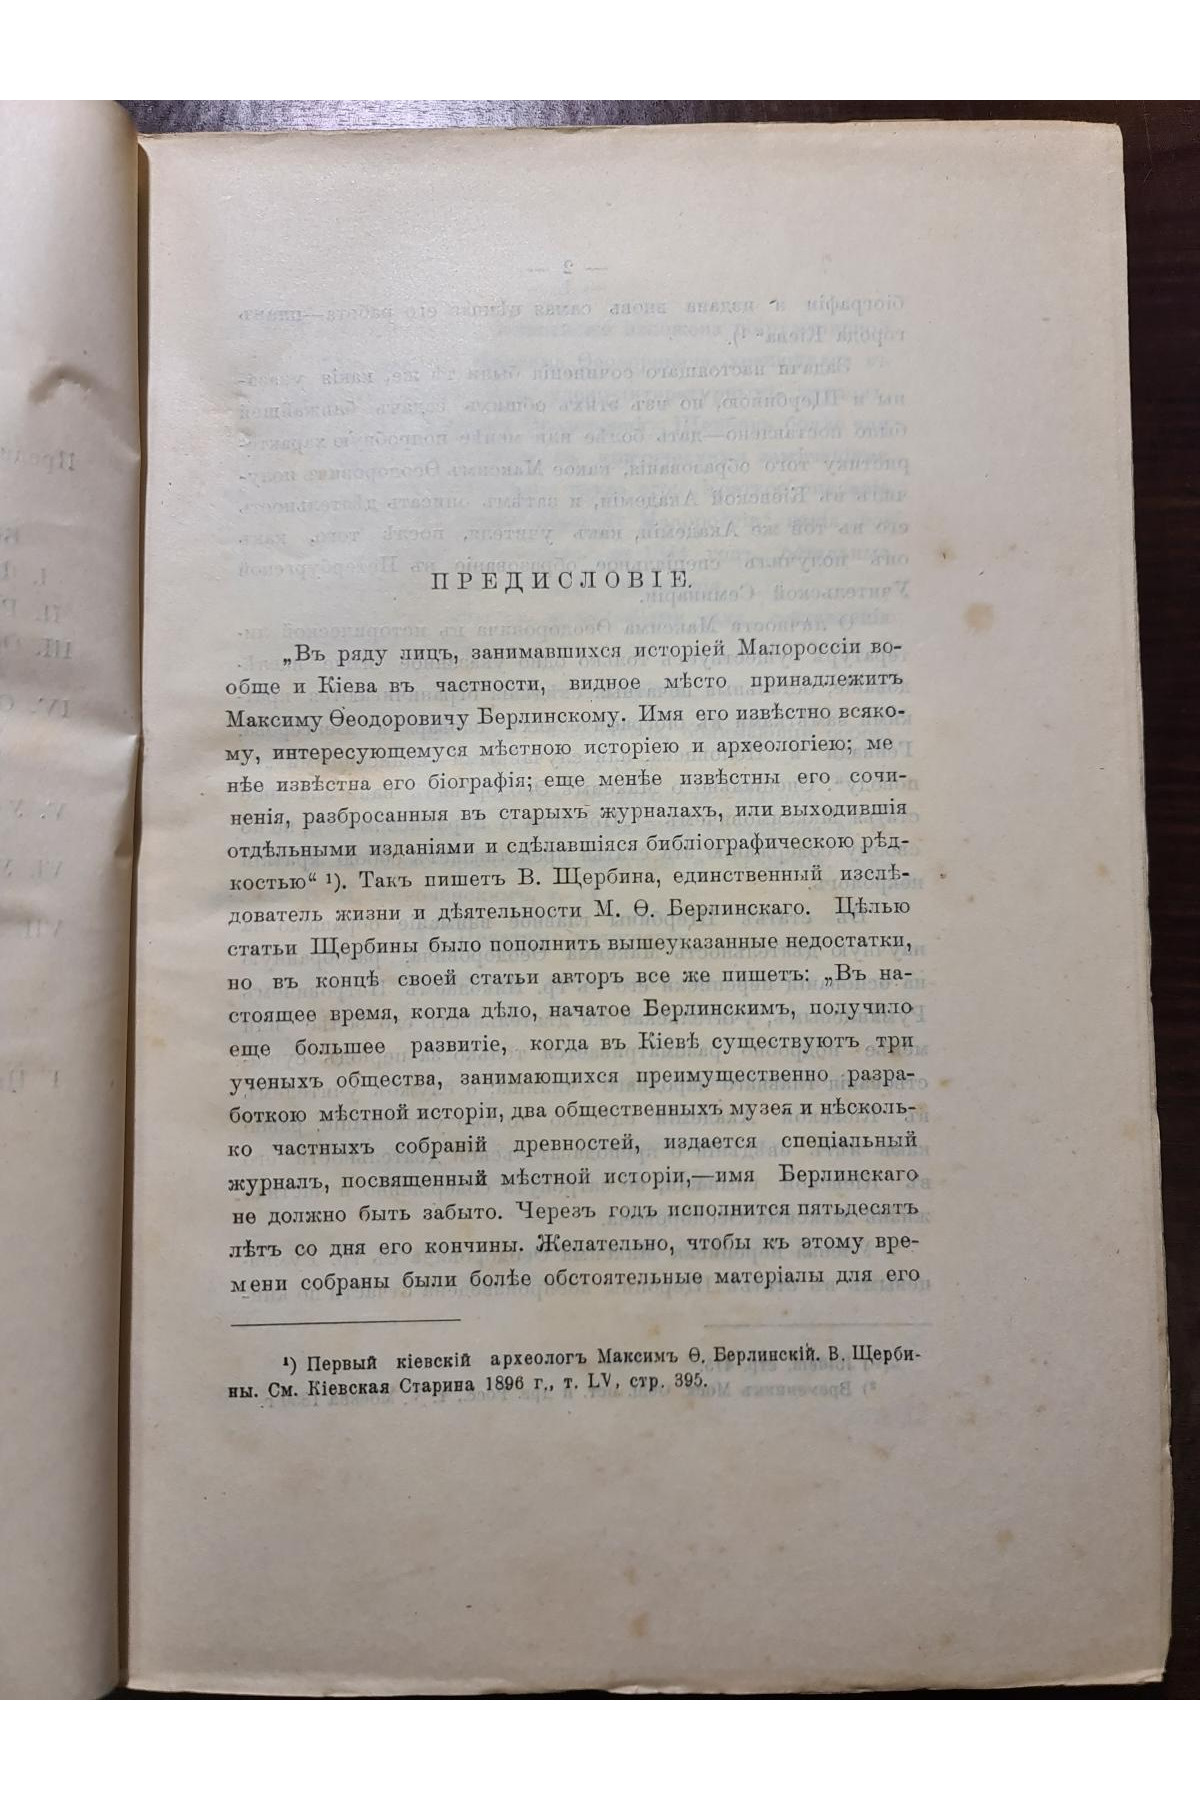 ПРЕДИСЛОВІЕ.
„Въ ряду лицъ, занимавшихся исторіей Малороссіи во-
обще и Кіева въ частности, видное мѣсто принадлежитъ
Максиму Ѳеодоровичу Берлинскому. Имя его извѣстно всяко-
му, интересующемуся мѣстною исторіею и археологіею; ме
нѣе извѣстна его біографія; еще менѣе извѣстны его сочи-
ненія, разбросанныя въ старыхъ журналахъ, или выходившія
отдѣльными изданіями и сдѣлавшіяся библіографическою рѣд-
костью“ ¹). Такъ пишетъ В. Щербина, единственный изслѣ-
дователь жизни и дѣятельности М. Ѳ. Берлинскаго. Цѣлью
статьи Щербины было пополнить вышеуказанные недостатки,
но въ концѣ своей статьи авторъ все же пишетъ: „Въ на-
стоящее время, когда дѣло, начатое Берлинскимъ, получило
еще большее развитіе, когда въ Кіевѣ существуютъ три
ученыхъ общества, занимающихся преимущественно разра-
боткою мѣстной исторіи, два общественныхъ музея и нѣсколь-
ко частныхъ собраній древностей, издается спеціальный
журналъ, посвященный мѣстной исторіи,—имя Берлинскаго
не должно быть забыто. Черезъ годъ исполнится пятьдесятъ
лѣтъ со дня его кончины. Желательно, чтобы къ этому вре-
мени собраны были болѣе обстоятельные матеріалы для его
¹) Первый кіевскій археологъ Максимъ Ѳ. Берлинскій. В. Щерби-
ны. См. Кіевская Старина 1896 г., т. LV, стр. 395.